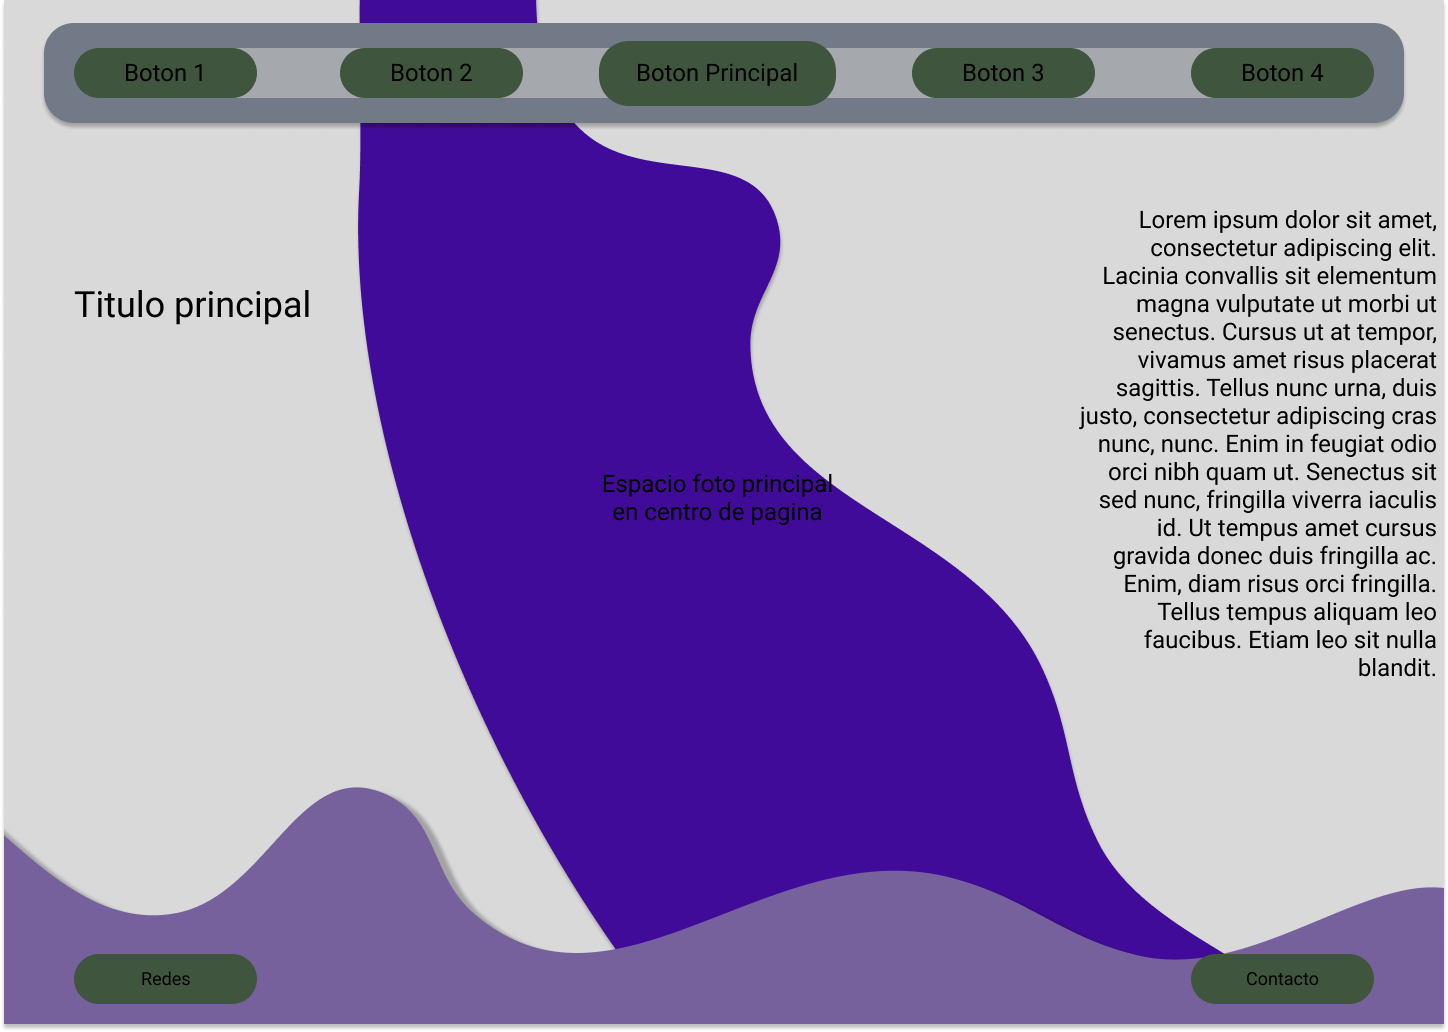 Boton 1
Boton 2
Boton Principal
Boton 3
Boton 4
Titulo principal
Lorem ipsum dolor sit amet,
consectetur adipiscing elit.
Lacinia convallis sit elementum
magna vulputate ut morbi ut
senectus. Cursus ut at tempor,
vivamus amet risus placerat
sagittis. Tellus nunc urna, duis
justo, consectetur adipiscing cras
nunc, nunc. Enim in feugiat odio
orci nibh quam ut. Senectus sit
sed nunc, fringilla viverra iaculis
id. Ut tempus amet cursus
gravida donec duis fringilla ac.
Enim, diam risus orci fringilla.
Tellus tempus aliquam leo
faucibus. Etiam leo sit nulla
blandit.
Espacio foto principal
en centro de pagina
Redes
Contacto